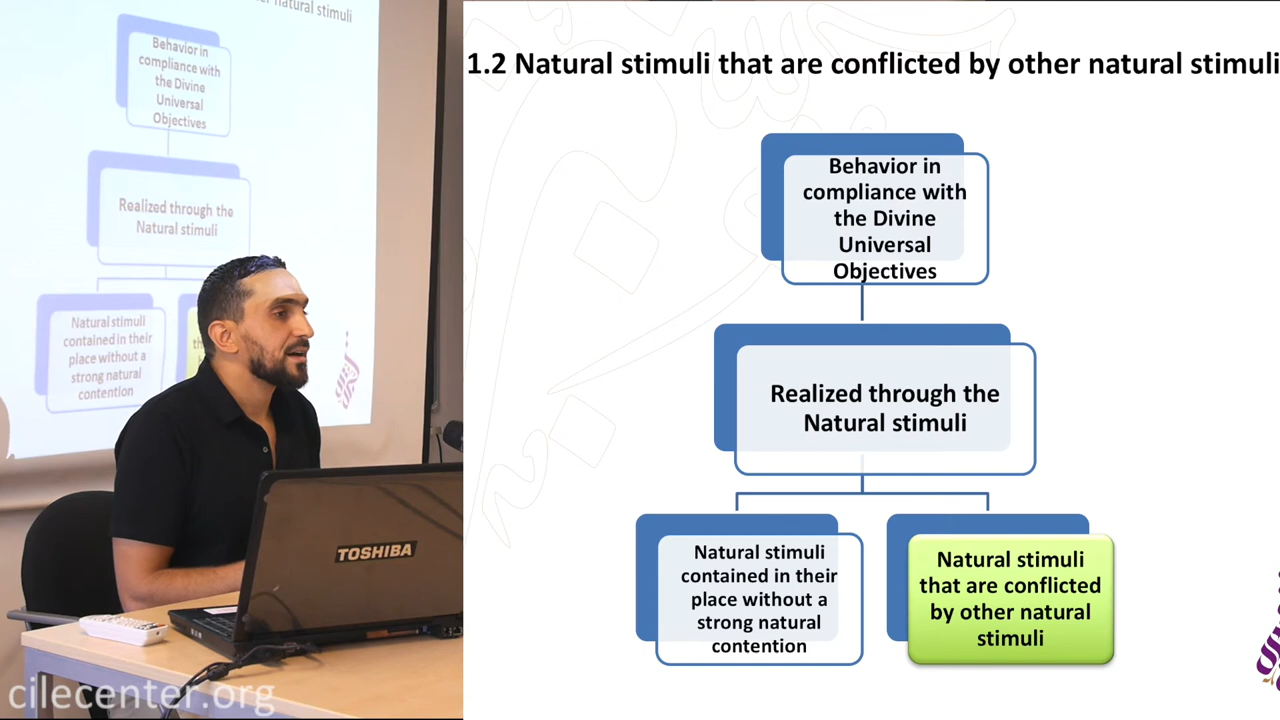 her natural stimuli
Behavior in
compliance with
the Divine
Universal
Objectives
Realized through the
Natural stimuli
Natural stimuli
contained in their
place without a
strong natural
contention
TOSHIBA
cilecenter.org
1.2 Natural stimuli that are conflicted by other natural stimuli
Behavior in
compliance with
the Divine
Universal
Objectives
Realized through the
Natural stimuli
Natural stimuli
contained in their
place without a
strong natural
contention
Natural stimuli
that are conflicted
by other natural
stimuli